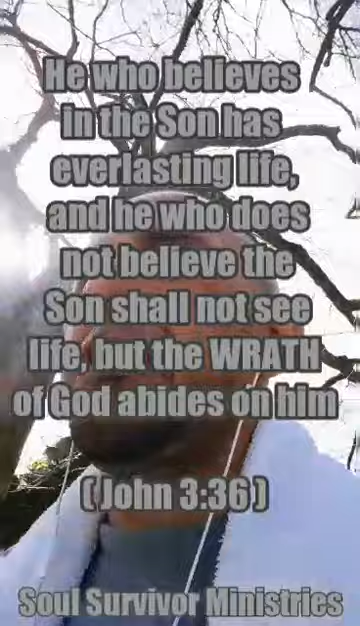 He who believes
in the Son has
everlasting life,
and he who does
not believe the
Son shall not see
life, but the WRATH
of God abides on him
(John 3:36)
Soul Survivor Ministries